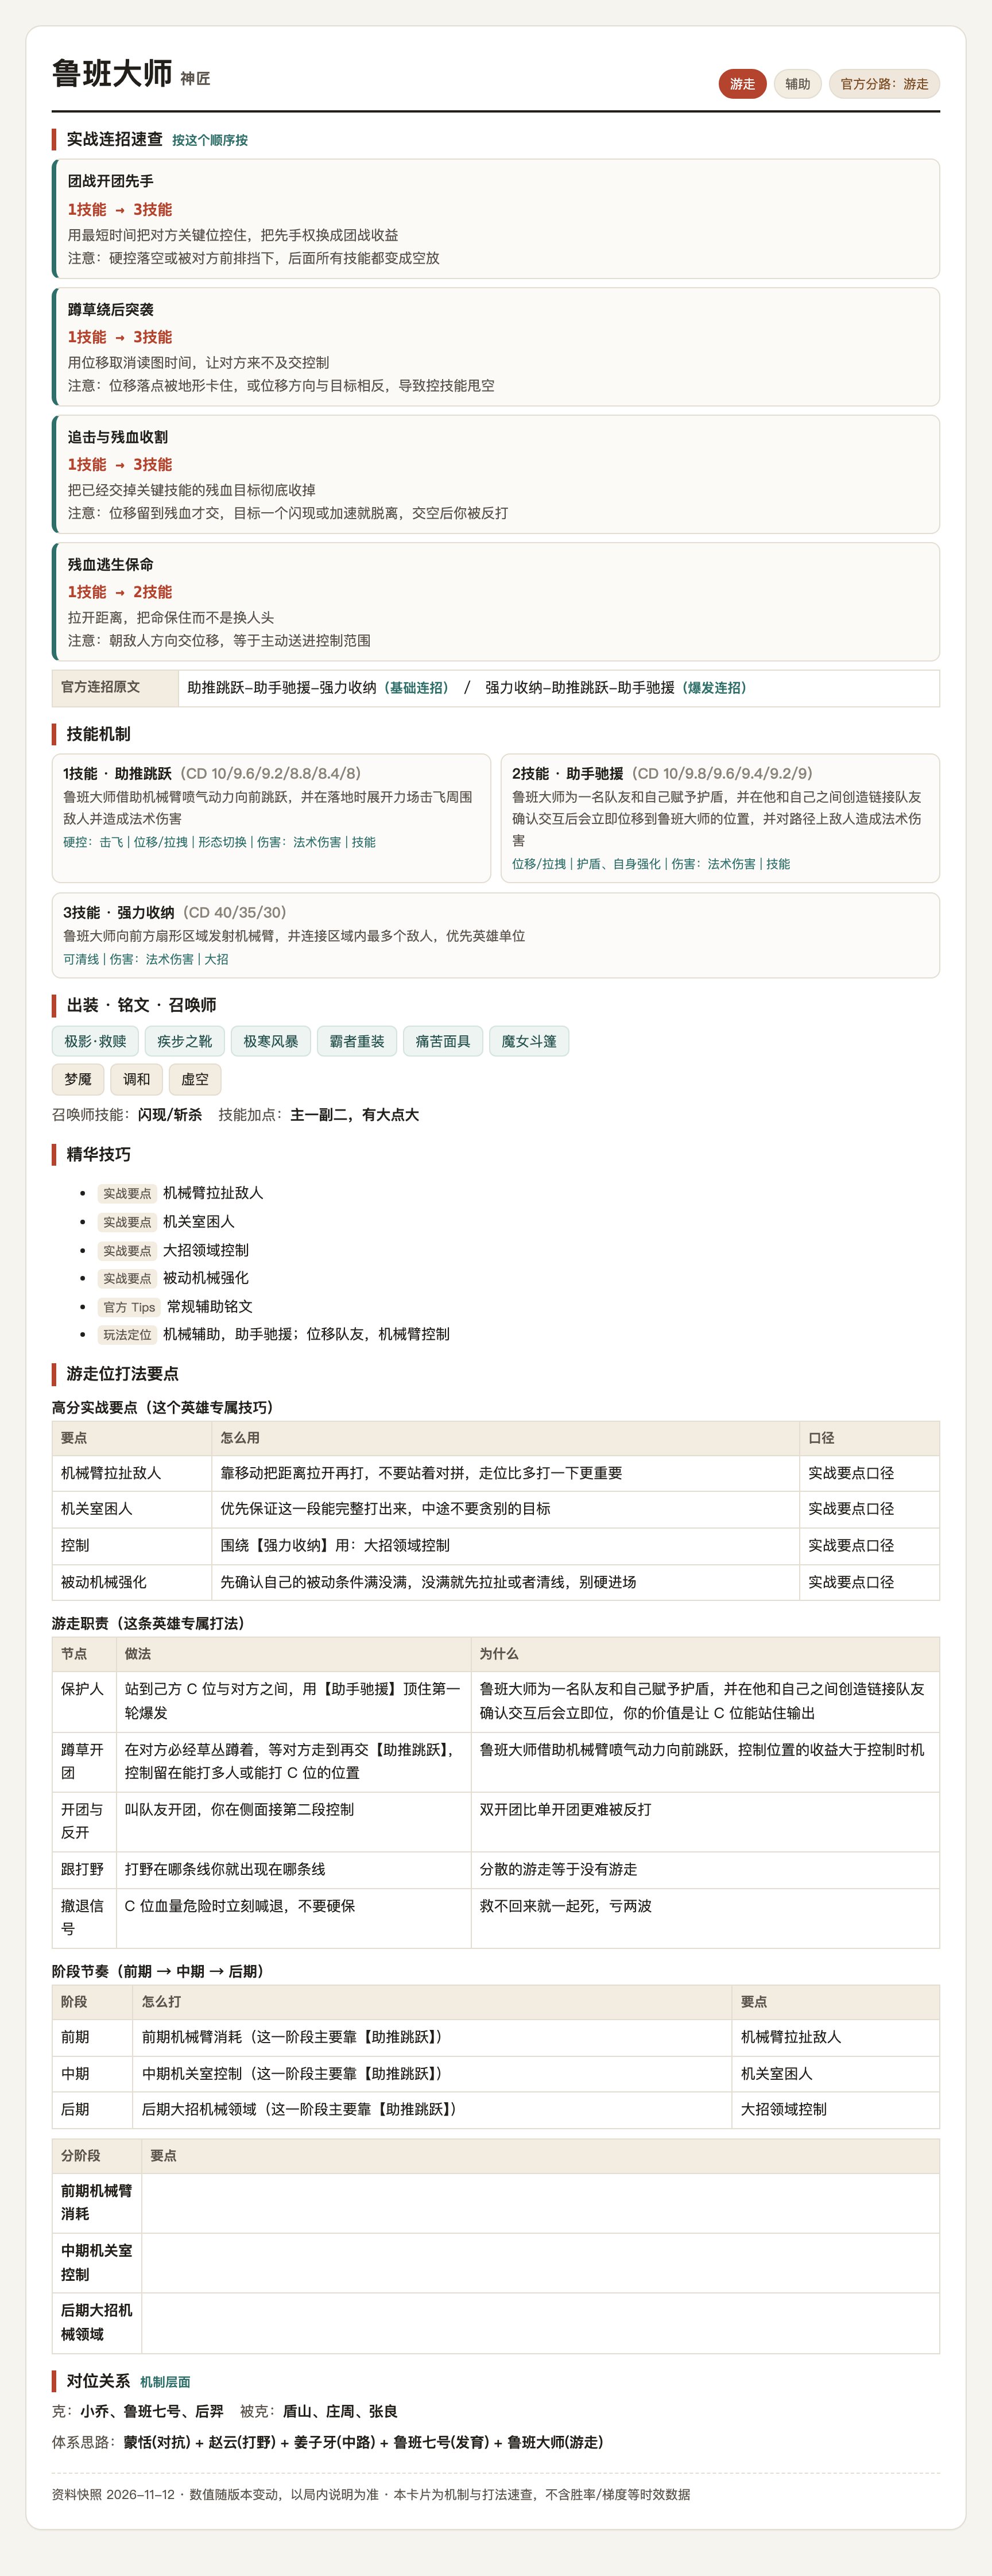 鲁班大师 神匠
游走 辅助 官方分路：游走
实战连招速查 按这个顺序按
团战开团先手
1技能 → 3技能
用最短时间把对方关键位控住，把先手权换成团战收益
注意：硬控落空或被对方前排挡下，后面所有技能都变成空放
蹲草绕后突袭
1技能 → 3技能
用位移取消读图时间，让对方来不及交控制
注意：位移落点被地形卡住，或位移方向与目标相反，导致控技能甩空
追击与残血收割
1技能 → 3技能
把已经交掉关键技能的残血目标彻底收掉
注意：位移留到残血才交，目标一个闪现或加速就脱离，交空后你被反打
残血逃生保命
1技能 → 2技能
拉开距离，把命保住而不是换人头
注意：朝敌人方向交位移，等于主动送进控制范围
官方连招原文 助推跳跃-助手驰援-强力收纳（基础连招） / 强力收纳-助推跳跃-助手驰援（爆发连招）
技能机制
1技能 · 助推跳跃（CD 10/9.6/9.2/8.8/8.4/8）
鲁班大师借助机械臂喷气动力向前跳跃，并在落地时展开力场击飞周围
敌人并造成法术伤害
硬控：击飞 | 位移/拉拽 | 形态切换 | 伤害：法术伤害 | 技能
2技能 · 助手驰援（CD 10/9.8/9.6/9.4/9.2/9）
鲁班大师为一名队友和自己赋予护盾，并在他和自己之间创造链接队友
确认交互后会立即位移到鲁班大师的位置，并对路径上敌人造成法术伤
害
位移/拉拽 | 护盾、自身强化 | 伤害：法术伤害 | 技能
3技能 · 强力收纳（CD 40/35/30）
鲁班大师向前方扇形区域发射机械臂，并连接区域内最多个敌人，优先英雄单位
可清线 | 伤害：法术伤害 | 大招
出装 · 铭文 · 召唤师
极影·救赎 疾步之靴 极寒风暴 霸者重装 痛苦面具 魔女斗篷
梦魇 调和 虚空
召唤师技能：闪现/斩杀 技能加点：主一副二，有大点大
精华技巧
• 实战要点 机械臂拉扯敌人
• 实战要点 机关室困人
• 实战要点 大招领域控制
• 实战要点 被动机械强化
• 官方 Tips 常规辅助铭文
• 玩法定位 机械辅助，助手驰援；位移队友，机械臂控制
游走位打法要点
高分实战要点（这个英雄专属技巧）
要点 怎么用 口径
机械臂拉扯敌人 靠移动把距离拉开再打，不要站着对拼，走位比多打一下更重要 实战要点口径
机关室困人 优先保证这一段能完整打出来，中途不要贪别的目标 实战要点口径
控制 围绕【强力收纳】用：大招领域控制 实战要点口径
被动机械强化 先确认自己的被动条件满没满，没满就先拉扯或者清线，别硬进场 实战要点口径
游走职责（这条英雄专属打法）
节点 做法 为什么
保护人 站到己方 C 位与对方之间，用【助手驰援】顶住第一
轮爆发
鲁班大师为一名队友和自己赋予护盾，并在他和自己之间创造链接队友
确认交互后会立即位，你的价值是让 C 位能站住输出
蹲草开
团
在对方必经草丛蹲着，等对方走到再交【助推跳跃】，
控制留在能打多人或能打 C 位的位置
鲁班大师借助机械臂喷气动力向前跳跃，控制位置的收益大于控制时机
开团与
反开
叫队友开团，你在侧面接第二段控制 双开团比单开团更难被反打
跟打野 打野在哪条线你就出现在哪条线 分散的游走等于没有游走
撤退信
号
C 位血量危险时立刻喊退，不要硬保 救不回来就一起死，亏两波
阶段节奏（前期 → 中期 → 后期）
阶段 怎么打 要点
前期 前期机械臂消耗（这一阶段主要靠【助推跳跃】） 机械臂拉扯敌人
中期 中期机关室控制（这一阶段主要靠【助推跳跃】） 机关室困人
后期 后期大招机械领域（这一阶段主要靠【助推跳跃】） 大招领域控制
分阶段 要点
前期机械臂
消耗
中期机关室
控制
后期大招机
械领域
对位关系 机制层面
克：小乔、鲁班七号、后羿 被克：盾山、庄周、张良
体系思路：蒙恬(对抗) + 赵云(打野) + 姜子牙(中路) + 鲁班七号(发育) + 鲁班大师(游走)
资料快照 2026-11-12 · 数值随版本变动，以局内说明为准 · 本卡片为机制与打法速查，不含胜率/梯度等时效数据